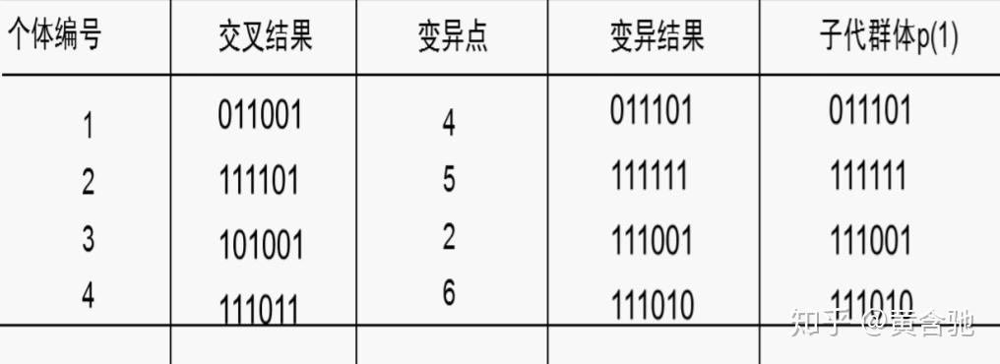 个体编号 交叉结果 变异点 变异结果 子代群体p(1)
1 011001 4 011101 011101
2 111101 5 111111 111111
3 101001 2 111001 111001
4 111011 6 111010 111010
知乎 @黄含驰